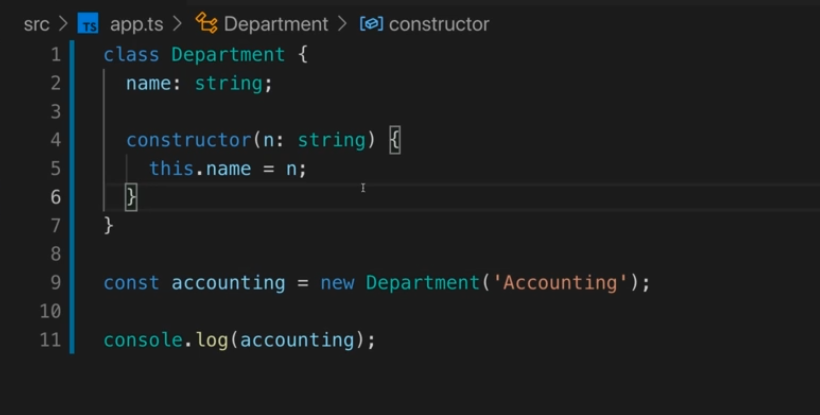 src > TS app.ts > Department > constructor
1 class Department {
2   name: string;
3
4   constructor(n: string) {
5     this.name = n;
6   }
7 }
8
9 const accounting = new Department('Accounting');
10
11 console.log(accounting);